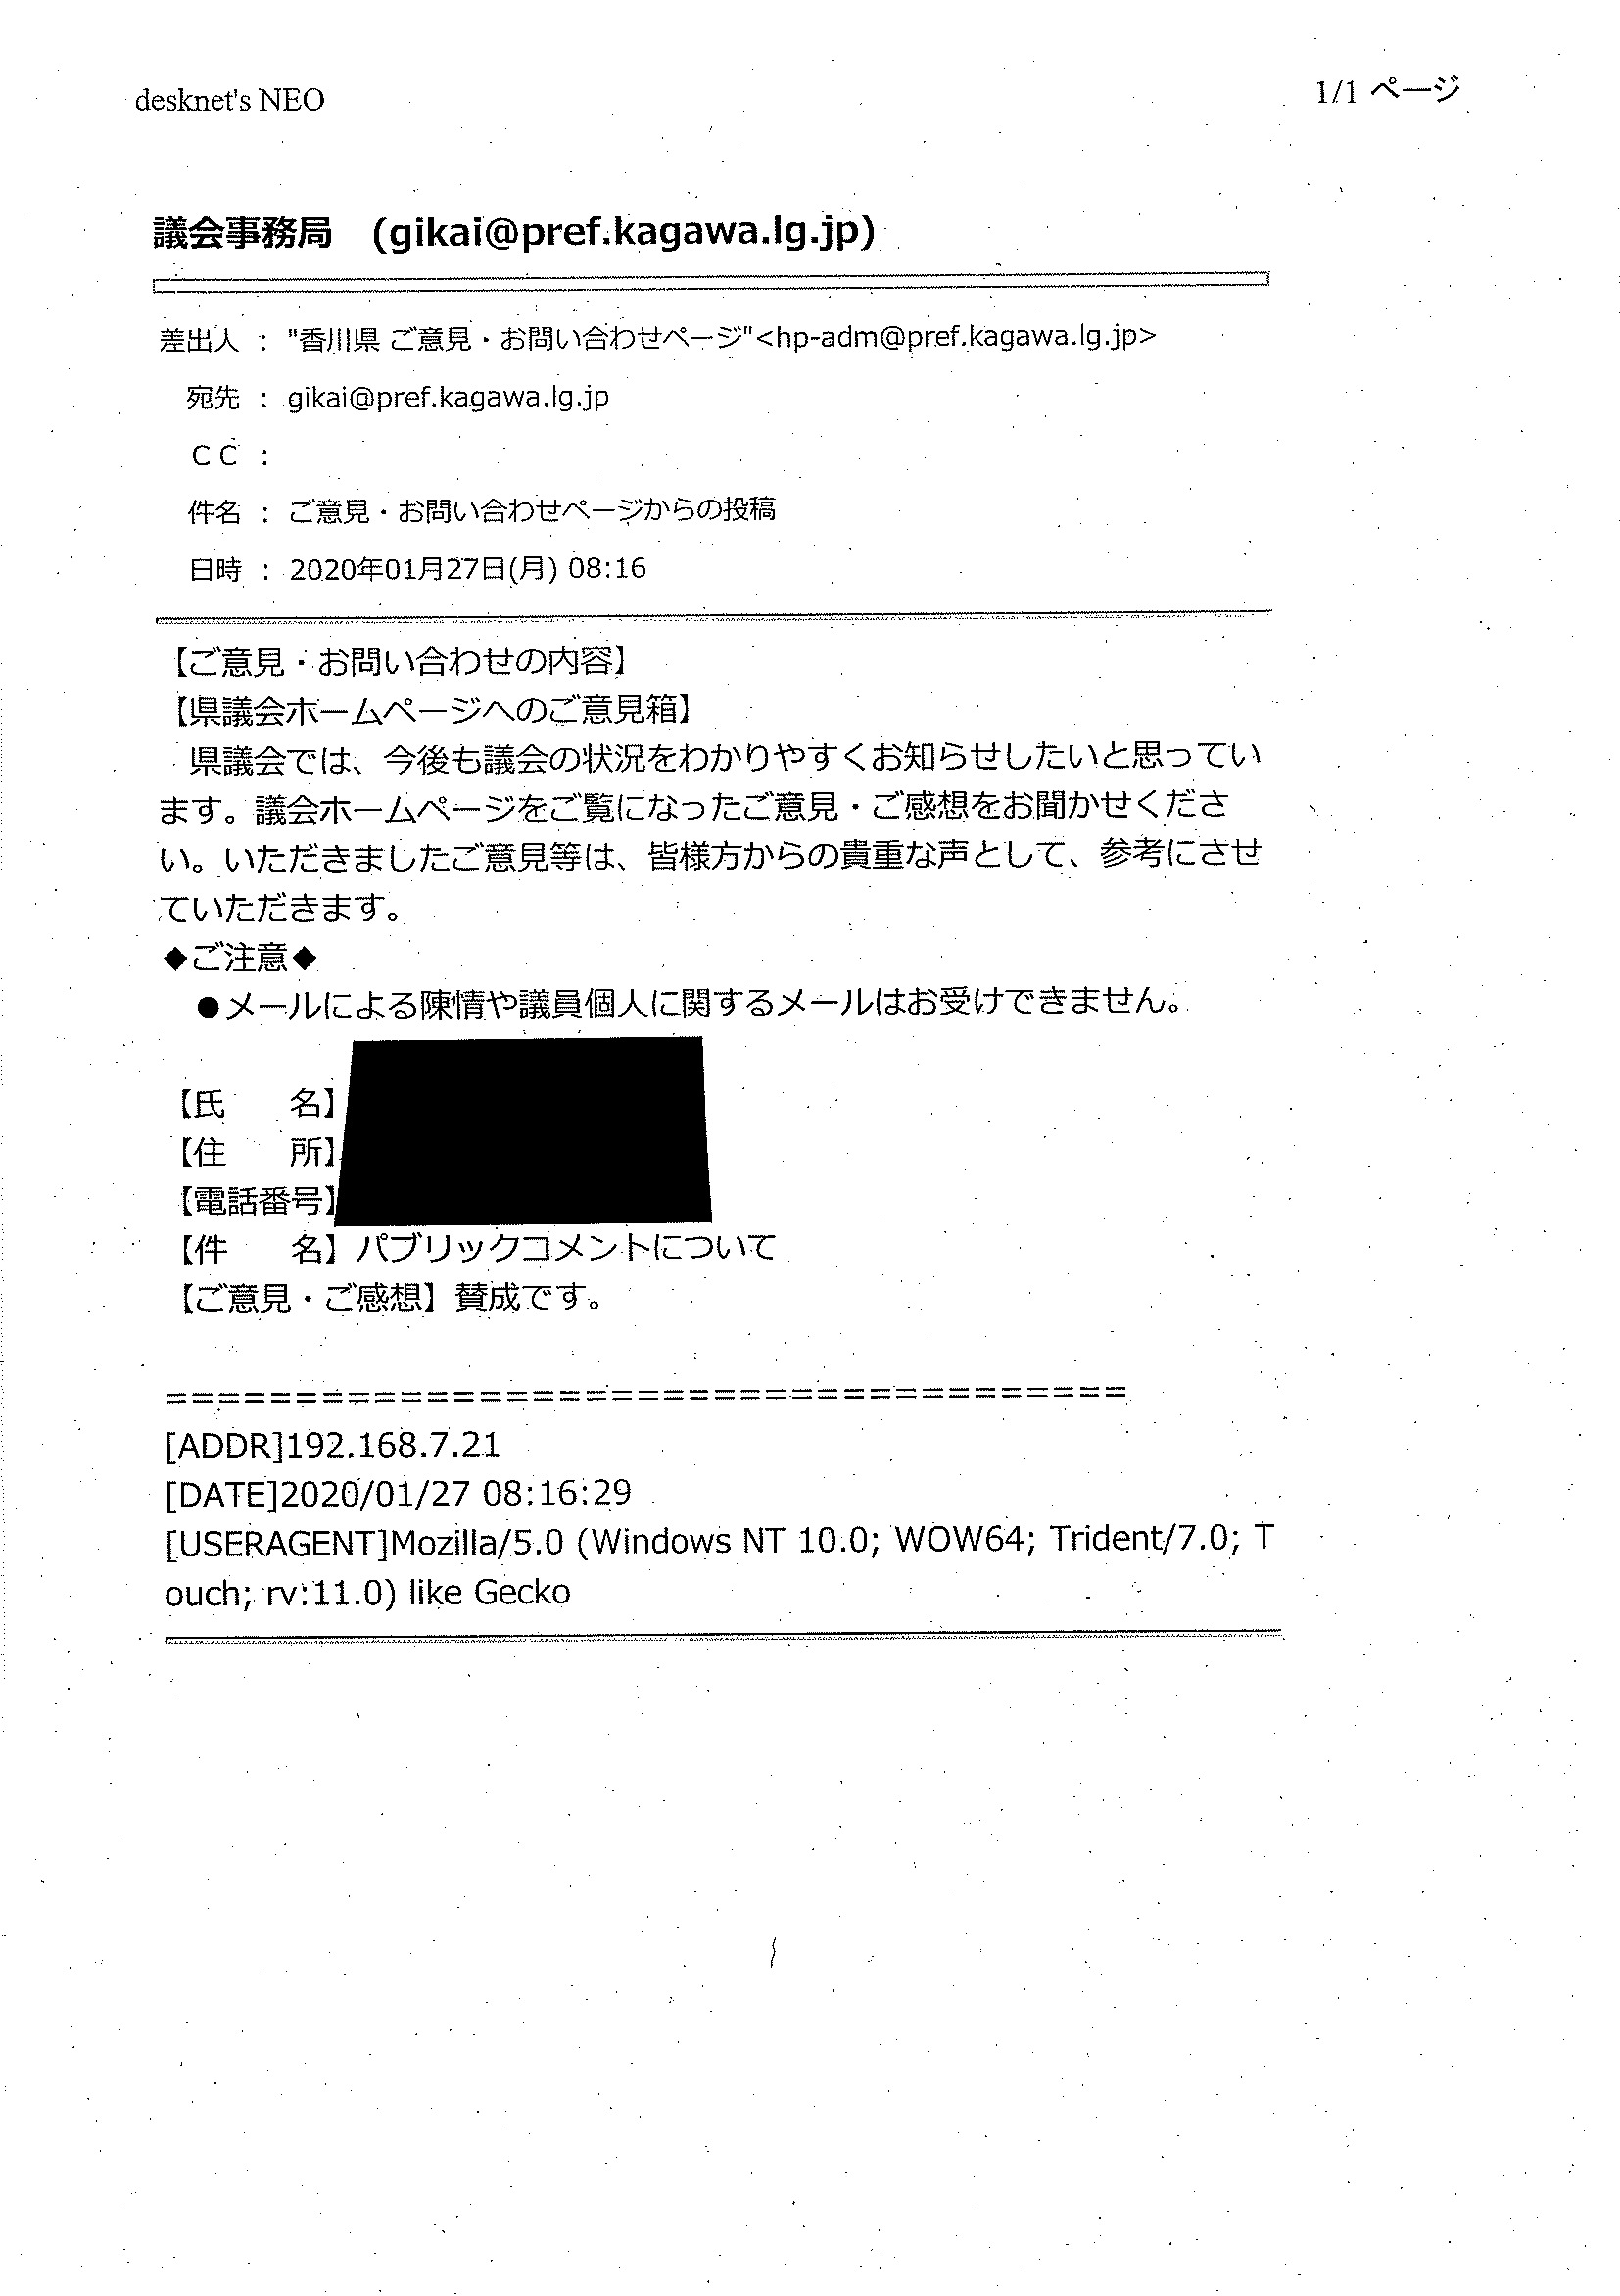 desknet's NEO
1/1 ページ
議会事務局　(gikai@pref.kagawa.lg.jp)
差出人 ： "香川県 ご意見・お問い合わせページ"<hp-adm@pref.kagawa.lg.jp>
宛先 ： gikai@pref.kagawa.lg.jp
ＣＣ ：
件名 ： ご意見・お問い合わせページからの投稿
日時 ： 2020年01月27日(月) 08:16
【ご意見・お問い合わせの内容】
【県議会ホームページへのご意見箱】
　県議会では、今後も議会の状況をわかりやすくお知らせしたいと思ってい
ます。議会ホームページをご覧になったご意見・ご感想をお聞かせくださ
い。いただきましたご意見等は、皆様方からの貴重な声として、参考にさせ
ていただきます。
◆ご注意◆
　●メールによる陳情や議員個人に関するメールはお受けできません。
【氏　　名】
【住　　所】
【電話番号】
【件　　名】パブリックコメントについて
【ご意見・ご感想】賛成です。
=====================================
[ADDR]192.168.7.21
[DATE]2020/01/27 08:16:29
[USERAGENT]Mozilla/5.0 (Windows NT 10.0; WOW64; Trident/7.0; T
ouch; rv:11.0) like Gecko